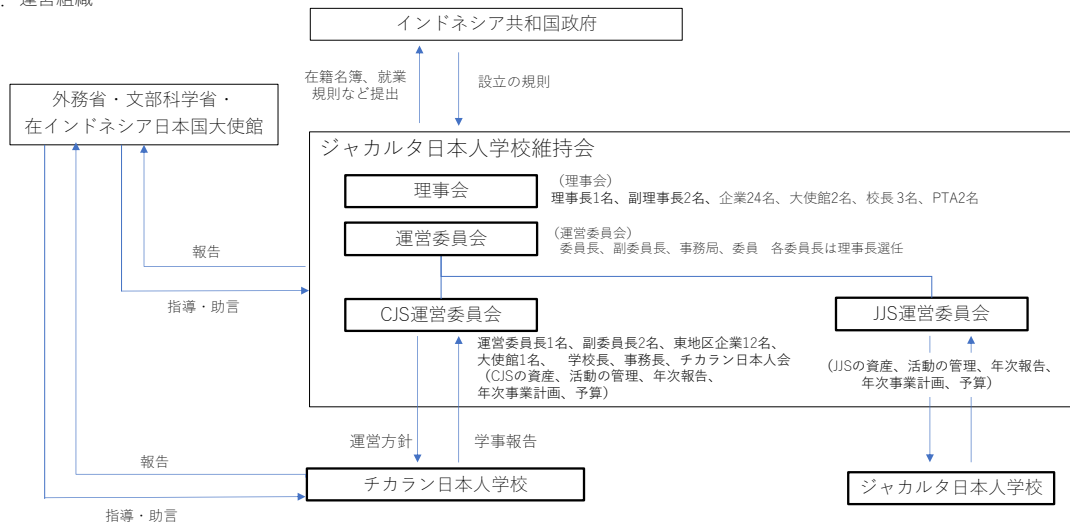 運営組織
インドネシア共和国政府
在籍名簿、就業
規則など提出
設立の規則
外務省・文部科学省・
在インドネシア日本国大使館
ジャカルタ日本人学校維持会
理事会
（理事会）
理事長1名、副理事長2名、企業24名、大使館2名、校長３名、PTA2名
運営委員会
（運営委員会）
委員長、副委員長、事務局、委員　各委員長は理事長選任
報告
指導・助言
CJS運営委員会
JJS運営委員会
運営委員長1名、副委員長2名、東地区企業12名、
大使館1名、　学校長、事務長、チカラン日本人会
（CJSの資産、活動の管理、年次報告、
年次事業計画、予算）
（JJSの資産、活動の管理、年次報告、
年次事業計画、予算）
運営方針
学事報告
報告
チカラン日本人学校
ジャカルタ日本人学校
指導・助言